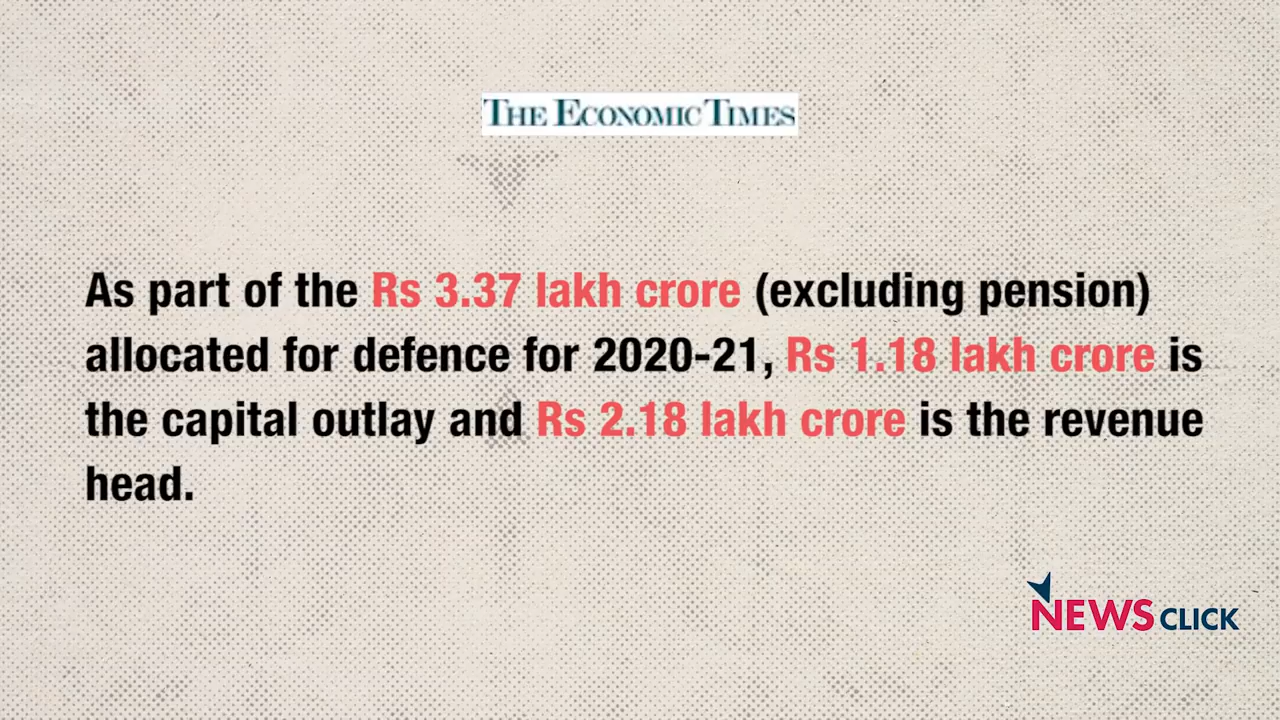 THE ECONOMIC TIMES
As part of the Rs 3.37 lakh crore (excluding pension)
allocated for defence for 2020-21, Rs 1.18 lakh crore is
the capital outlay and Rs 2.18 lakh crore is the revenue
head.
NEWS CLICK